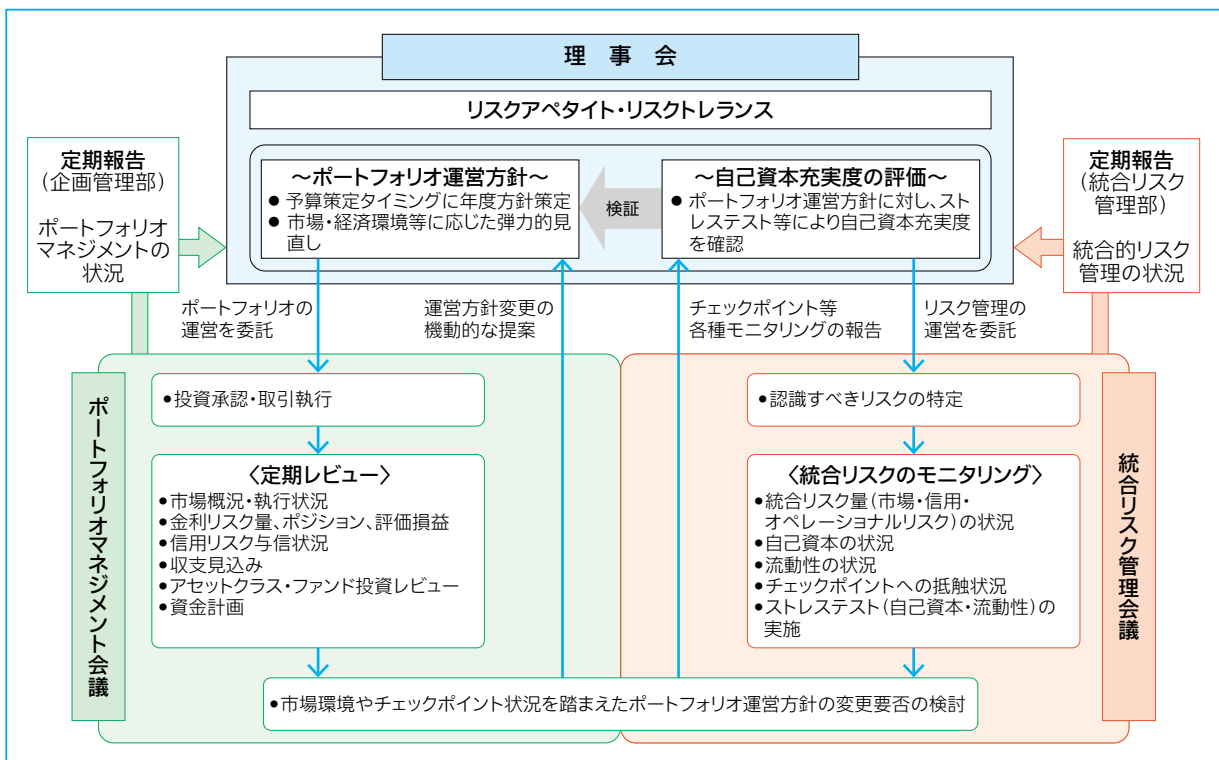 理 事 会
リスクアペタイト・リスクトレランス
定期報告
(企画管理部)
ポートフォリオ
マネジメントの
状況
～ポートフォリオ運営方針～
● 予算策定タイミングに年度方針策定
● 市場・経済環境等に応じた弾力的見
直し
検証
～自己資本充実度の評価～
● ポートフォリオ運営方針に対し、スト
レステスト等により自己資本充実度
を確認
定期報告
(統合リスク
管理部)
統合的リスク
管理の状況
ポートフォリオの
運営を委託
運営方針変更の
機動的な提案
チェックポイント等
各種モニタリングの報告
リスク管理の
運営を委託
ポートフォリオマネジメント会議
●投資承認・取引執行
〈定期レビュー〉
●市場概況・執行状況
●金利リスク量、ポジション、評価損益
●信用リスク与信状況
●収支見込み
●アセットクラス・ファンド投資レビュー
●資金計画
●認識すべきリスクの特定
〈統合リスクのモニタリング〉
●統合リスク量(市場・信用・
オペレーショナルリスク)の状況
●自己資本の状況
●流動性の状況
●チェックポイントへの抵触状況
●ストレステスト(自己資本・流動性)の
実施
統合リスク管理会議
●市場環境やチェックポイント状況を踏まえたポートフォリオ運営方針の変更要否の検討